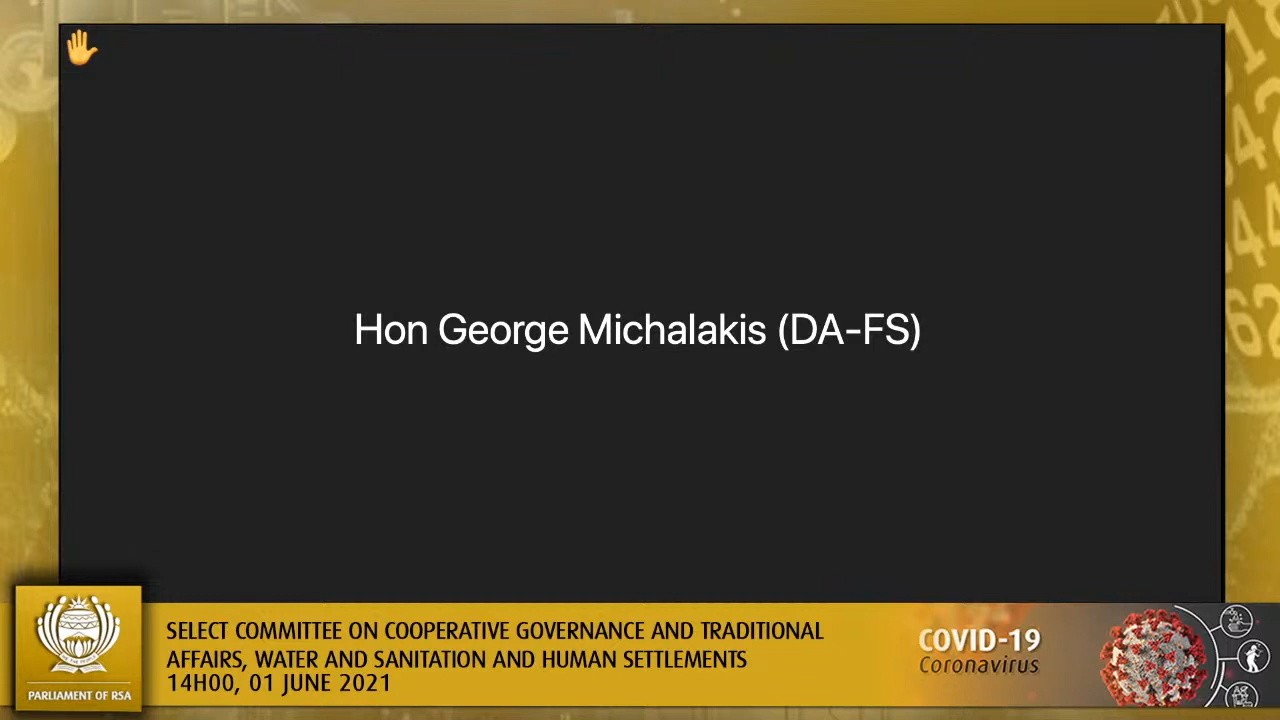 Hon George Michalakis (DA-FS)
SELECT COMMITTEE ON COOPERATIVE GOVERNANCE AND TRADITIONAL
AFFAIRS, WATER AND SANITATION AND HUMAN SETTLEMENTS
14H00, 01 JUNE 2021
PARLIAMENT OF RSA
COVID-19
Coronavirus